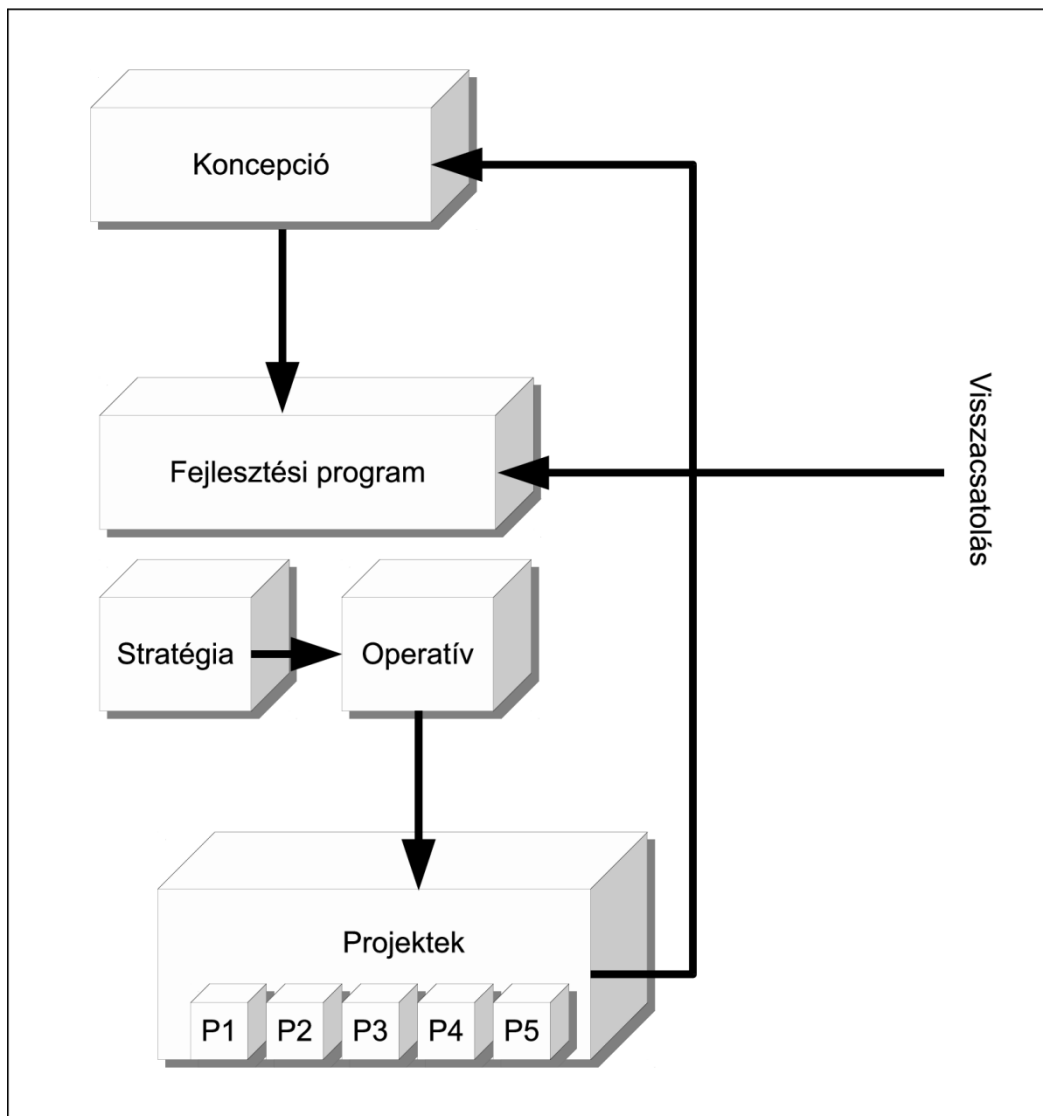 Koncepció
Fejlesztési program
Visszacsatolás
Stratégia
Operatív
Projektek
P1
P2
P3
P4
P5